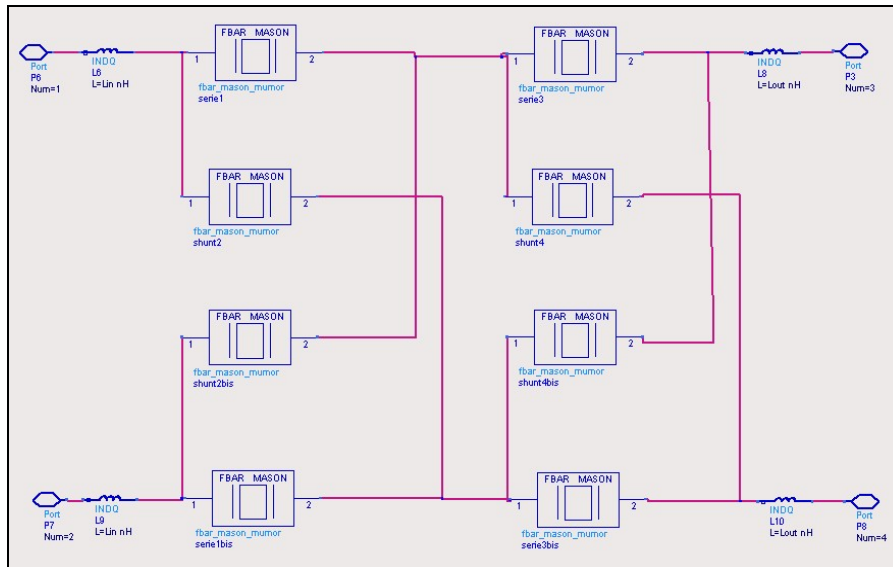 FBAR MASON
FBAR MASON
1 2
1 2
Port
P6
Num=1
INDQ
L6
L=Lin nH
fbar_mason_mumor
serie1
fbar_mason_mumor
serie3
INDQ
L8
L=Lout nH
Port
P3
Num=3
FBAR MASON
FBAR MASON
1 2
1 2
fbar_mason_mumor
shunt2
fbar_mason_mumor
shunt4
FBAR MASON
FBAR MASON
1 2
1 2
fbar_mason_mumor
shunt2bis
fbar_mason_mumor
shunt4bis
FBAR MASON
FBAR MASON
1 2
1 2
Port
P7
Num=2
INDQ
L9
L=Lin nH
fbar_mason_mumor
serie1bis
fbar_mason_mumor
serie3bis
INDQ
L10
L=Lout nH
Port
P8
Num=4